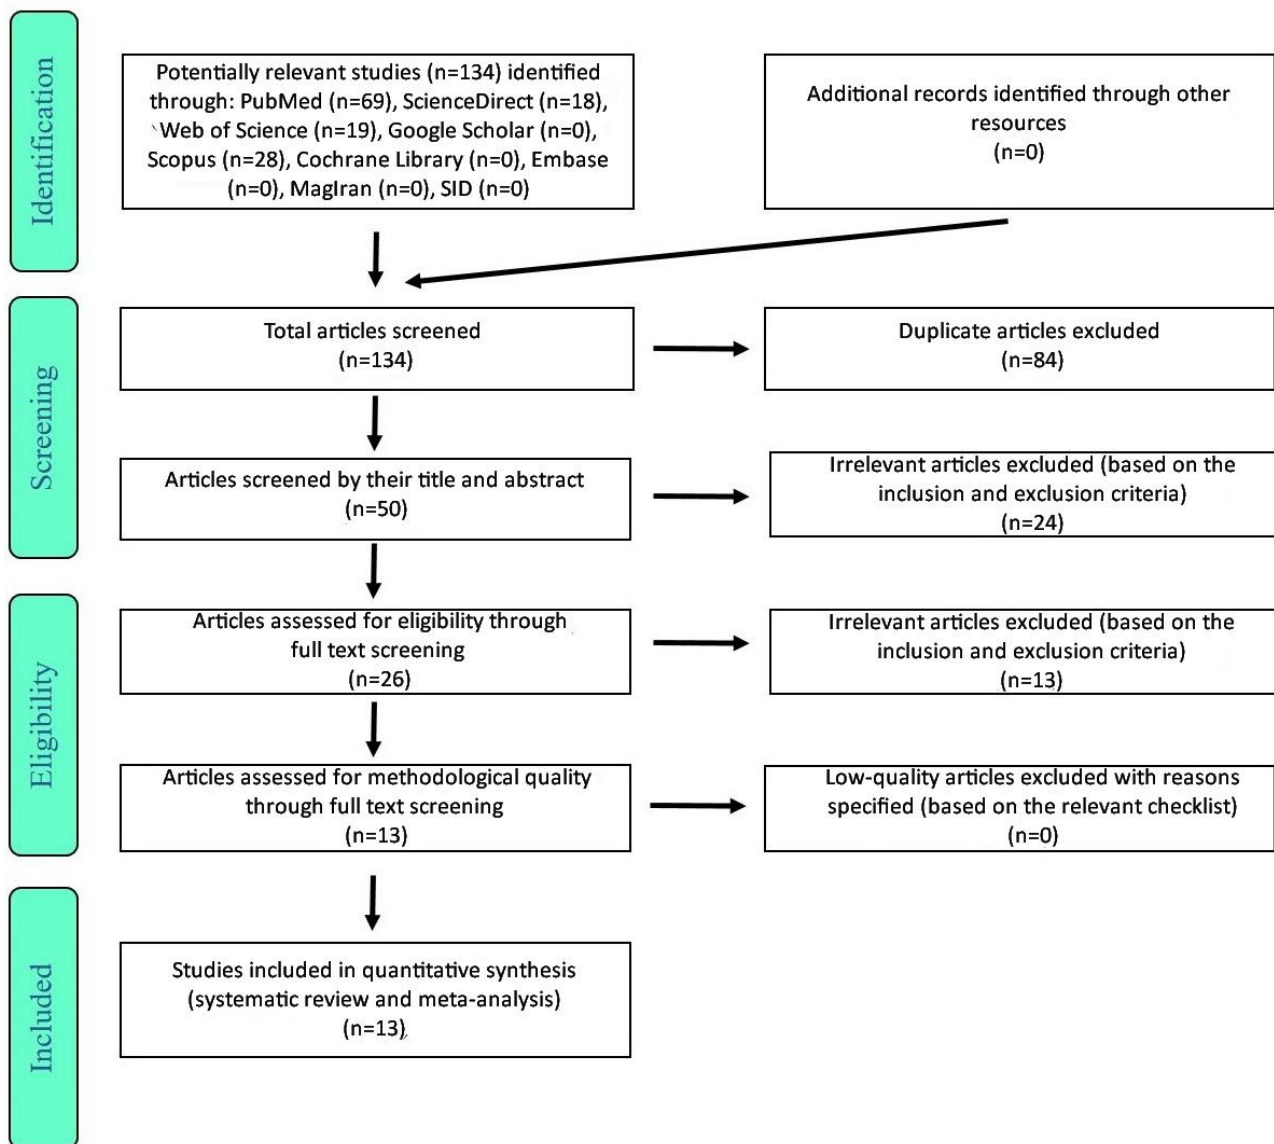 Identification
Potentially relevant studies (n=134) identified
through: PubMed (n=69), ScienceDirect (n=18),
Web of Science (n=19), Google Scholar (n=0),
Scopus (n=28), Cochrane Library (n=0), Embase
(n=0), MagIran (n=0), SID (n=0)
Additional records identified through other
resources
(n=0)
Screening
Total articles screened
(n=134)
Duplicate articles excluded
(n=84)
Articles screened by their title and abstract
(n=50)
Irrelevant articles excluded (based on the
inclusion and exclusion criteria)
(n=24)
Eligibility
Articles assessed for eligibility through
full text screening
(n=26)
Irrelevant articles excluded (based on the
inclusion and exclusion criteria)
(n=13)
Articles assessed for methodological quality
through full text screening
(n=13)
Low-quality articles excluded with reasons
specified (based on the relevant checklist)
(n=0)
Included
Studies included in quantitative synthesis
(systematic review and meta-analysis)
(n=13)